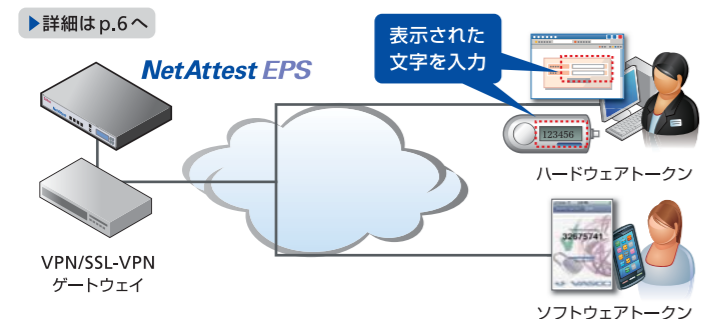 ▶詳細はp.6へ
NetAttest EPS
表示された
文字を入力
123456
ハードウェアトークン
VPN/SSL-VPN
ゲートウェイ
32675741
VASCO
ソフトウェアトークン